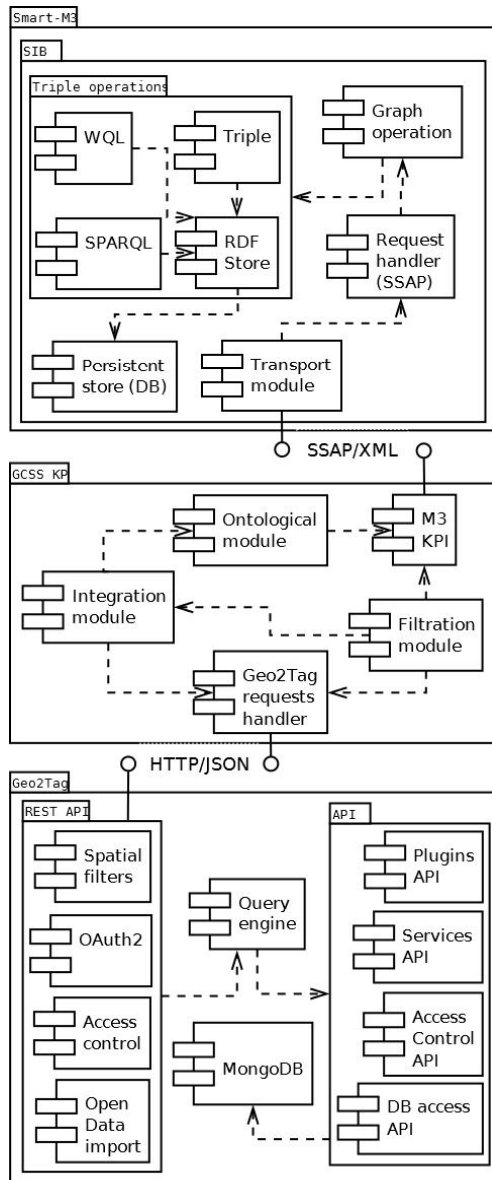 Smart-M3
SIB
Triple operations
WQL
Triple
Graph
operation
SPARQL
RDF
Store
Request
handler
(SSAP)
Persistent
store (DB)
Transport
module
SSAP/XML
GCSS KP
Ontological
module
M3
KPI
Integration
module
Filtration
module
Geo2Tag
requests
handler
HTTP/JSON
Geo2Tag
REST API
API
Spatial
filters
Plugins
API
Query
engine
OAuth2
Services
API
Access
control
Access
Control
API
MongoDB
Open
Data
import
DB access
API